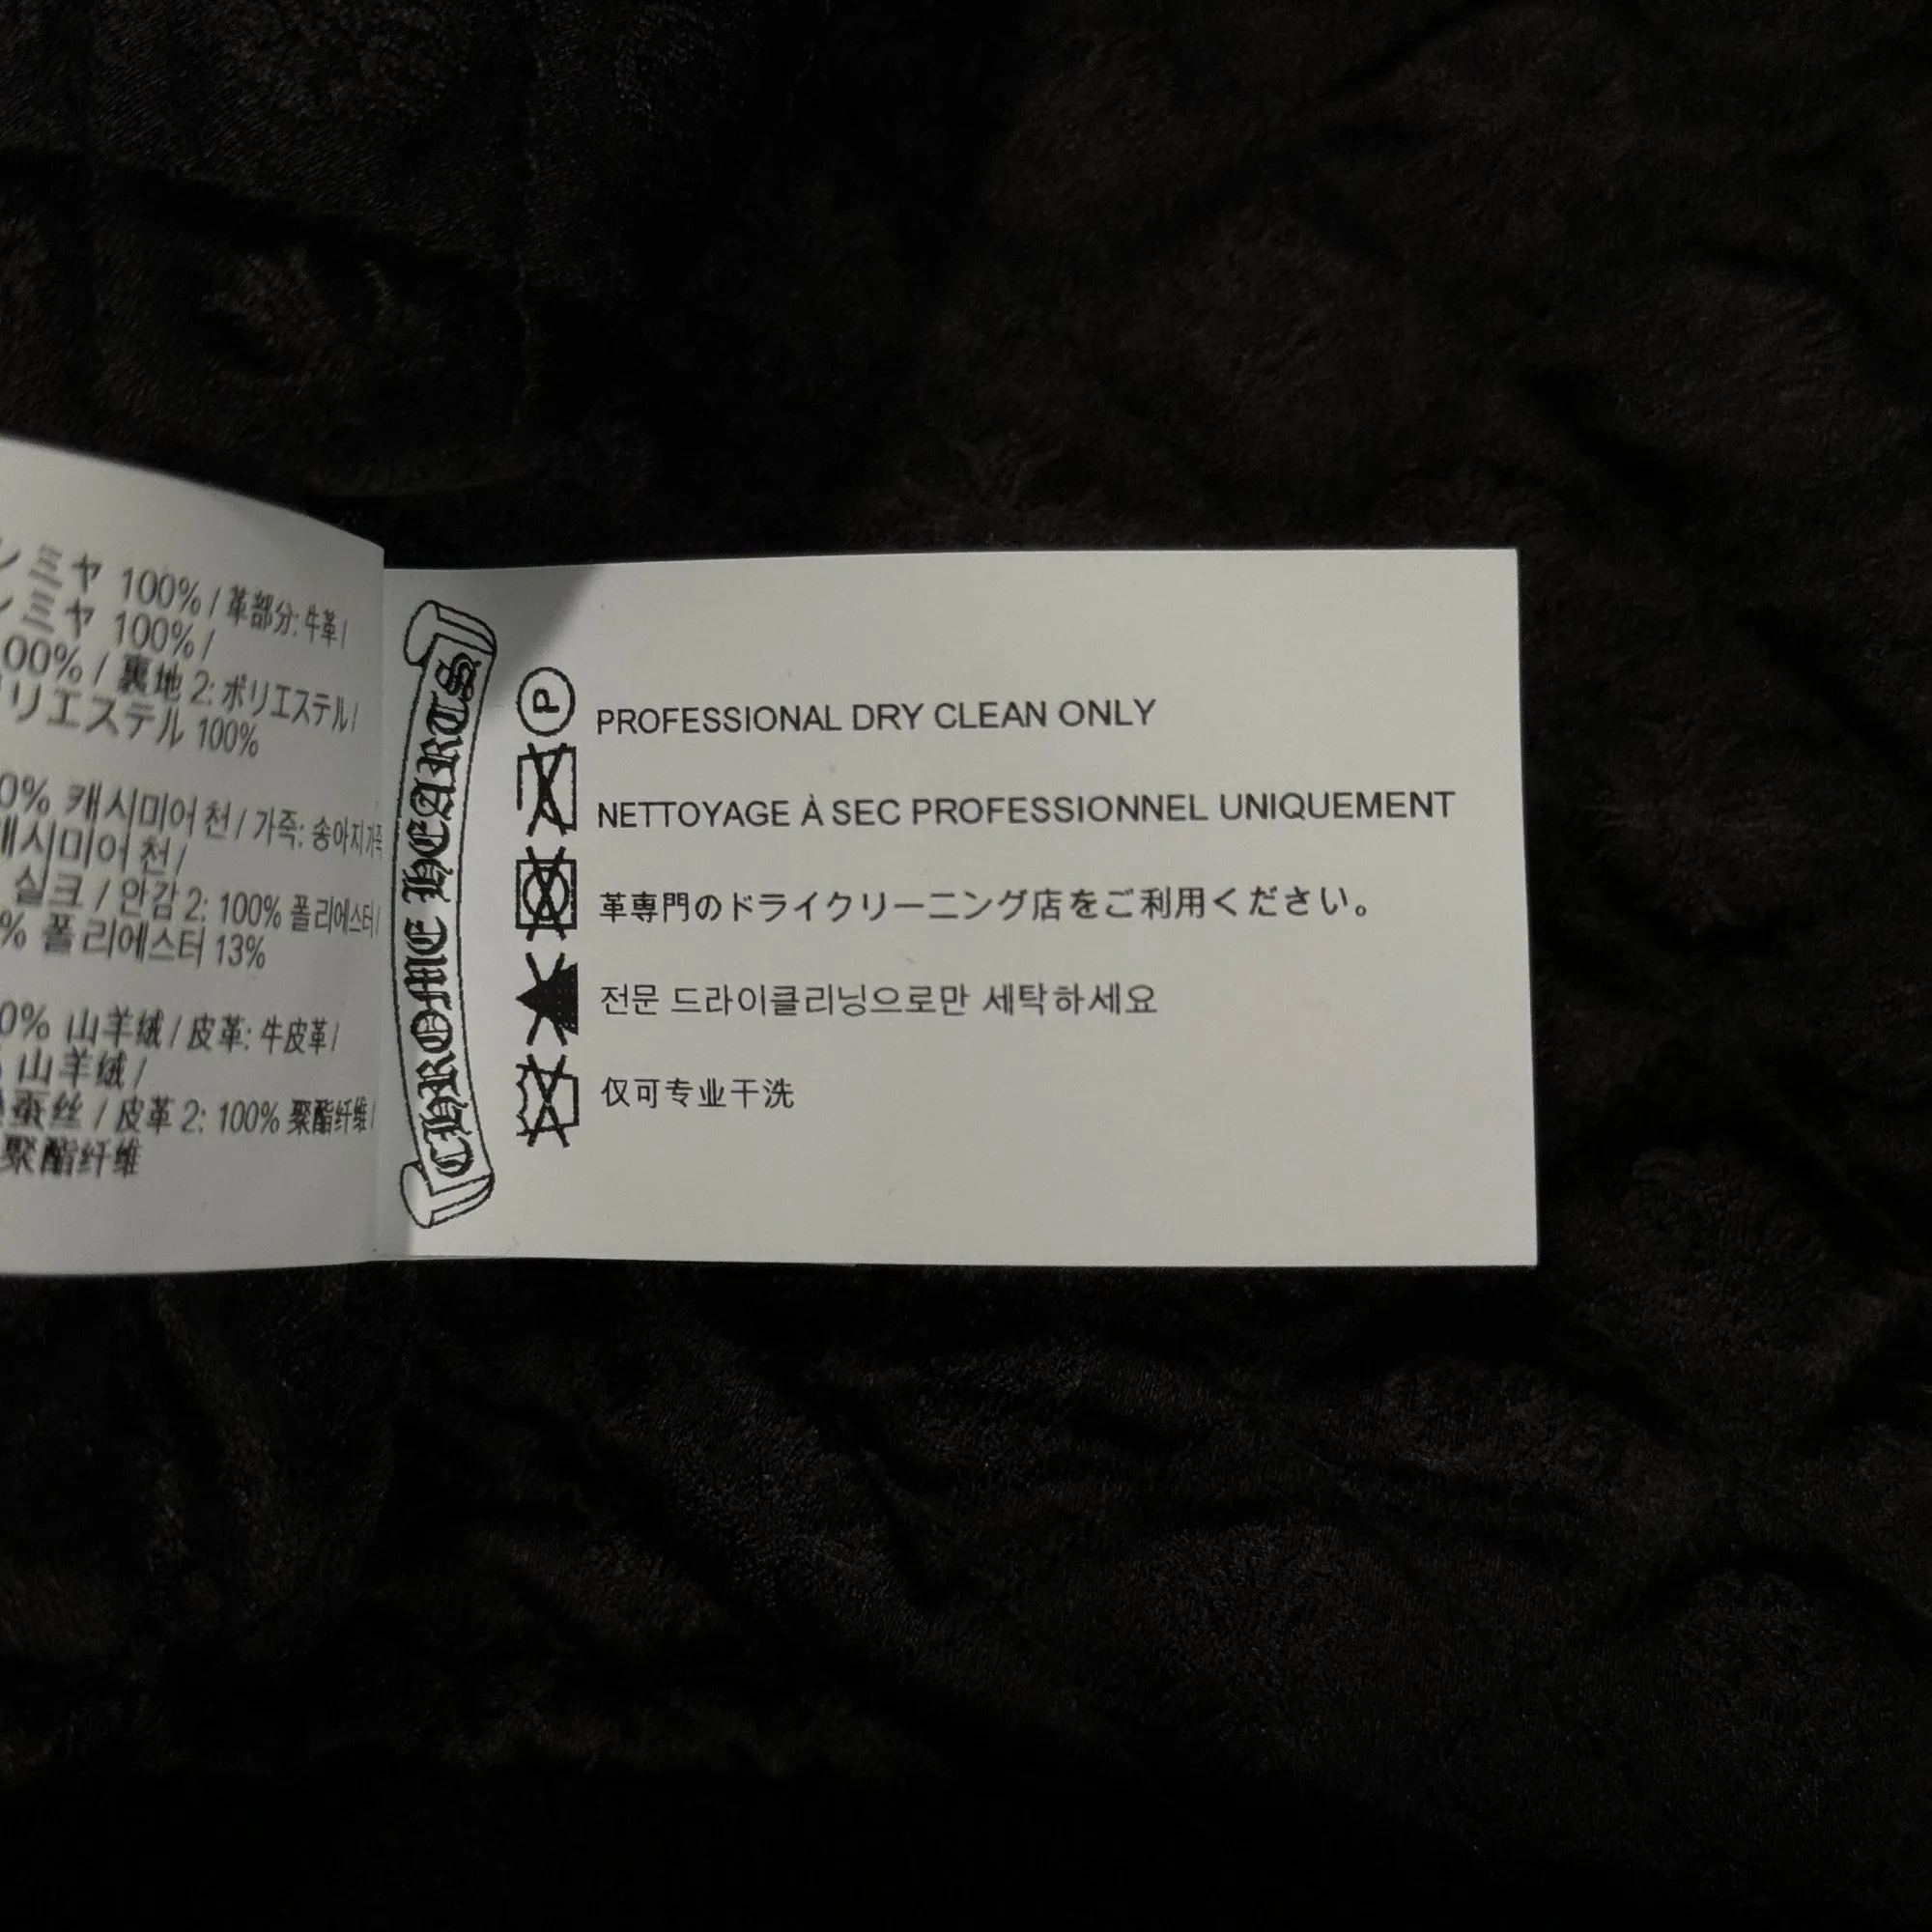 ミヤ 100% / 革部分: 牛革 /
ミヤ 100% /
00% / 裏地 2: ポリエステル /
リエステル 100%
0% 캐시미어 천 / 가죽: 송아지가죽
캐시미어 천 /
실크 / 안감 2: 100% 폴리에스터 /
% 폴리에스터 13%
0% 山羊绒 / 皮革: 牛皮革 /
山羊绒 /
蚕丝 / 皮革 2: 100% 聚酯纤维 /
聚酯纤维
CHROME HEARTS
P
PROFESSIONAL DRY CLEAN ONLY
NETTOYAGE À SEC PROFESSIONNEL UNIQUEMENT
革専門のドライクリーニング店をご利用ください。
전문 드라이클리닝으로만 세탁하세요
仅可专业干洗